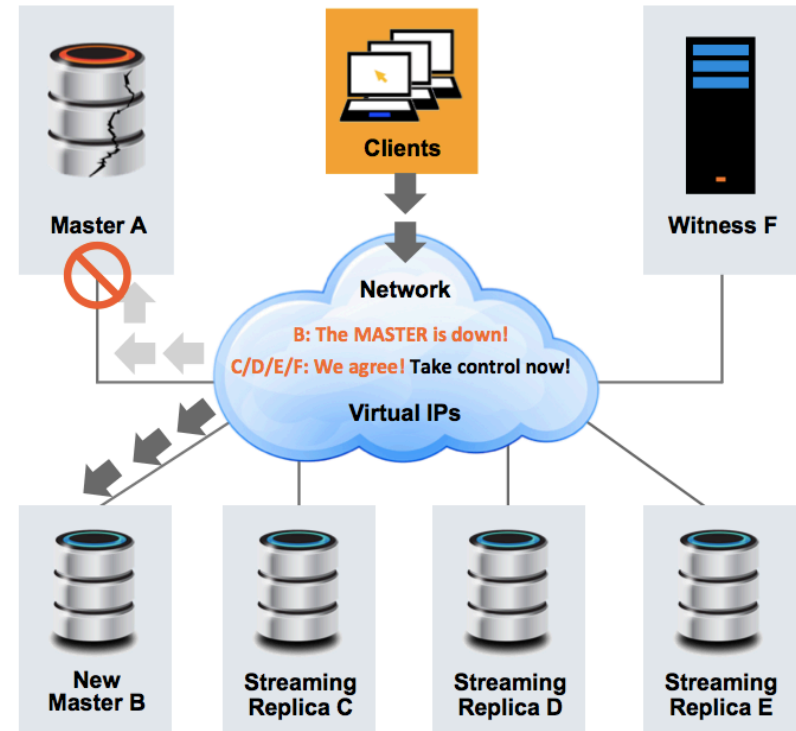 Master A
Clients
Witness F
Network
B: The MASTER is down!
C/D/E/F: We agree! Take control now!
Virtual IPs
New
Master B
Streaming
Replica C
Streaming
Replica D
Streaming
Replica E